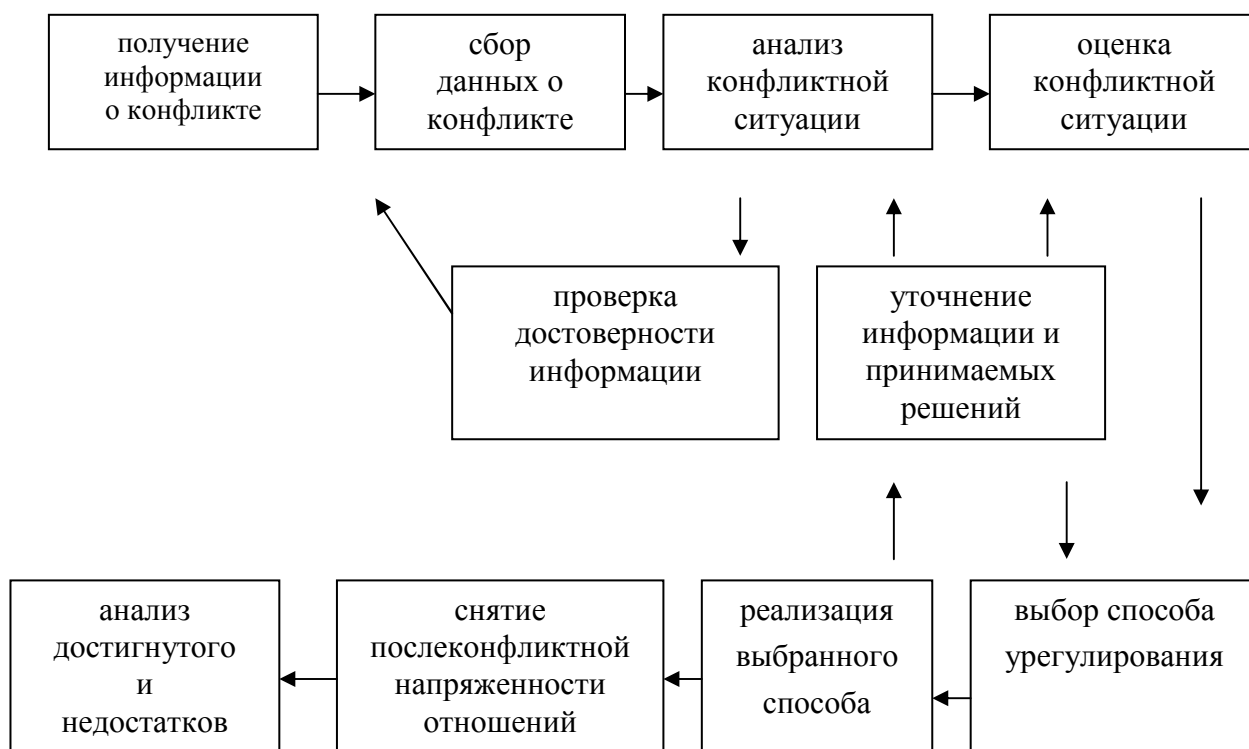 получение
информации
о конфликте
сбор
данных о
конфликте
анализ
конфликтной
ситуации
оценка
конфликтной
ситуации
проверка
достоверности
информации
уточнение
информации и
принимаемых
решений
анализ
достигнутого
и
недостатков
снятие
послеконфликтной
напряженности
отношений
реализация
выбранного
способа
выбор способа
урегулирования